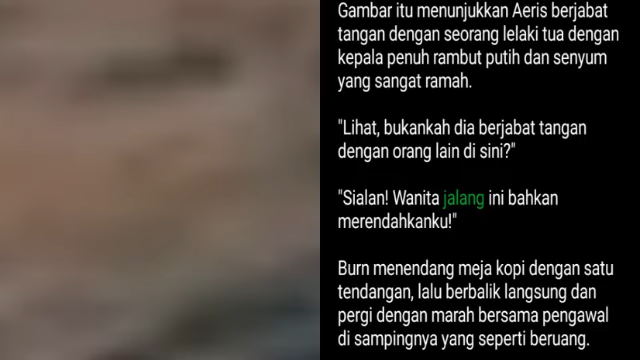 Gambar itu menunjukkan Aeris berjabat
tangan dengan seorang lelaki tua dengan
kepala penuh rambut putih dan senyum
yang sangat ramah.
"Lihat, bukankah dia berjabat tangan
dengan orang lain di sini?"
"Sialan! Wanita jalang ini bahkan
merendahkanku!"
Burn menendang meja kopi dengan satu
tendangan, lalu berbalik langsung dan
pergi dengan marah bersama pengawal
di sampingnya yang seperti beruang.